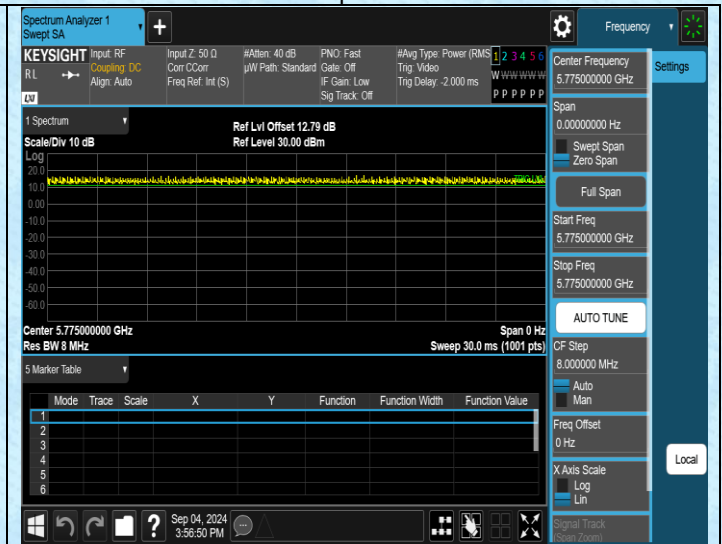 Spectrum Analyzer 1
Swept SA
Frequency
KEYSIGHT Input: RF
RL Coupling: DC
Align: Auto
LXI
Input Z: 50 Ω
Corr CCorr
Freq Ref: Int (S)
#Atten: 40 dB
µW Path: Standard
PNO: Fast
Gate: Off
IF Gain: Low
Sig Track: Off
#Avg Type: Power (RMS
Trig: Video
Trig Delay: -2.000 ms
1 2 3 4 5 6
W W W W W W
P P P P P P
Settings
Center Frequency
5.775000000 GHz
Span
0.00000000 Hz
Swept Span
Zero Span
Full Span
Start Freq
5.775000000 GHz
Stop Freq
5.775000000 GHz
AUTO TUNE
CF Step
8.000000 MHz
Auto
Man
Freq Offset
0 Hz
X Axis Scale
Log
Lin
Signal Track
(Span Zoom)
Local
1 Spectrum
Scale/Div 10 dB
Ref Lvl Offset 12.79 dB
Ref Level 30.00 dBm
Log
20.0
10.0
0.00
-10.0
-20.0
-30.0
-40.0
-50.0
-60.0
Center 5.775000000 GHz
Span 0 Hz
Res BW 8 MHz
Sweep 30.0 ms (1001 pts)
5 Marker Table
Mode Trace Scale X Y Function Function Width Function Value
1
2
3
4
5
6
?
Sep 04, 2024
3:56:50 PM